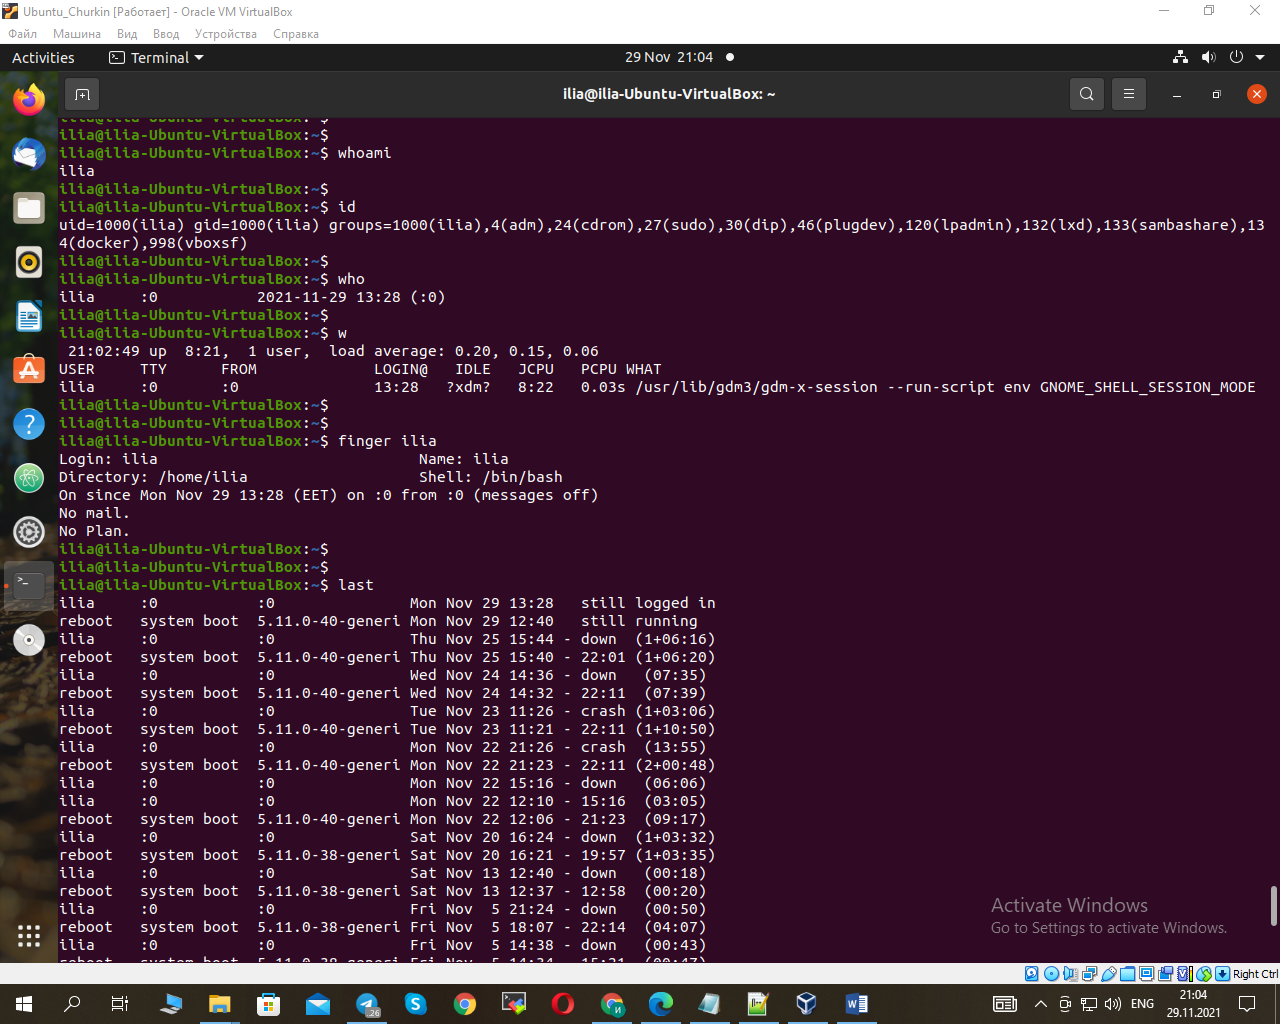 Ubuntu_Churkin [Работает] - Oracle VM VirtualBox
Файл Машина Вид Ввод Устройства Справка
Activities Terminal 29 Nov 21:04
ilia@ilia-Ubuntu-VirtualBox: ~
ilia@ilia-Ubuntu-VirtualBox:~$
ilia@ilia-Ubuntu-VirtualBox:~$
ilia@ilia-Ubuntu-VirtualBox:~$ whoami
ilia
ilia@ilia-Ubuntu-VirtualBox:~$
ilia@ilia-Ubuntu-VirtualBox:~$ id
uid=1000(ilia) gid=1000(ilia) groups=1000(ilia),4(adm),24(cdrom),27(sudo),30(dip),46(plugdev),120(lpadmin),132(lxd),133(sambashare),13
4(docker),998(vboxsf)
ilia@ilia-Ubuntu-VirtualBox:~$
ilia@ilia-Ubuntu-VirtualBox:~$ who
ilia     :0           2021-11-29 13:28 (:0)
ilia@ilia-Ubuntu-VirtualBox:~$
ilia@ilia-Ubuntu-VirtualBox:~$ w
 21:02:49 up  8:21,  1 user,  load average: 0.20, 0.15, 0.06
USER     TTY      FROM             LOGIN@   IDLE   JCPU   PCPU WHAT
ilia     :0       :0               13:28   ?xdm?   8:22   0.03s /usr/lib/gdm3/gdm-x-session --run-script env GNOME_SHELL_SESSION_MODE
ilia@ilia-Ubuntu-VirtualBox:~$
ilia@ilia-Ubuntu-VirtualBox:~$
ilia@ilia-Ubuntu-VirtualBox:~$ finger ilia
Login: ilia                             Name: ilia
Directory: /home/ilia                   Shell: /bin/bash
On since Mon Nov 29 13:28 (EET) on :0 from :0 (messages off)
No mail.
No Plan.
ilia@ilia-Ubuntu-VirtualBox:~$
ilia@ilia-Ubuntu-VirtualBox:~$
ilia@ilia-Ubuntu-VirtualBox:~$ last
ilia     :0           :0               Mon Nov 29 13:28   still logged in
reboot   system boot  5.11.0-40-generi Mon Nov 29 12:40   still running
ilia     :0           :0               Thu Nov 25 15:44 - down  (1+06:16)
reboot   system boot  5.11.0-40-generi Thu Nov 25 15:40 - 22:01 (1+06:20)
ilia     :0           :0               Wed Nov 24 14:36 - down   (07:35)
reboot   system boot  5.11.0-40-generi Wed Nov 24 14:32 - 22:11  (07:39)
ilia     :0           :0               Tue Nov 23 11:26 - crash (1+03:06)
reboot   system boot  5.11.0-40-generi Tue Nov 23 11:21 - 22:11 (1+10:50)
ilia     :0           :0               Mon Nov 22 21:26 - crash  (13:55)
reboot   system boot  5.11.0-40-generi Mon Nov 22 21:23 - 22:11 (2+00:48)
ilia     :0           :0               Mon Nov 22 15:16 - down   (06:06)
ilia     :0           :0               Mon Nov 22 12:10 - 15:16  (03:05)
reboot   system boot  5.11.0-40-generi Mon Nov 22 12:06 - 21:23  (09:17)
ilia     :0           :0               Sat Nov 20 16:24 - down  (1+03:32)
reboot   system boot  5.11.0-38-generi Sat Nov 20 16:21 - 19:57 (1+03:35)
ilia     :0           :0               Sat Nov 13 12:40 - down   (00:18)
reboot   system boot  5.11.0-38-generi Sat Nov 13 12:37 - 12:58  (00:20)
ilia     :0           :0               Fri Nov  5 21:24 - down   (00:50)
reboot   system boot  5.11.0-38-generi Fri Nov  5 18:07 - 22:14  (04:07)
ilia     :0           :0               Fri Nov  5 14:38 - down   (00:43)
reboot   system boot  5.11.0-38-generi Fri Nov  5 14:34 - 15:21  (00:47)
Activate Windows
Go to Settings to activate Windows.
Right Ctrl
.26
ENG
21:04
29.11.2021